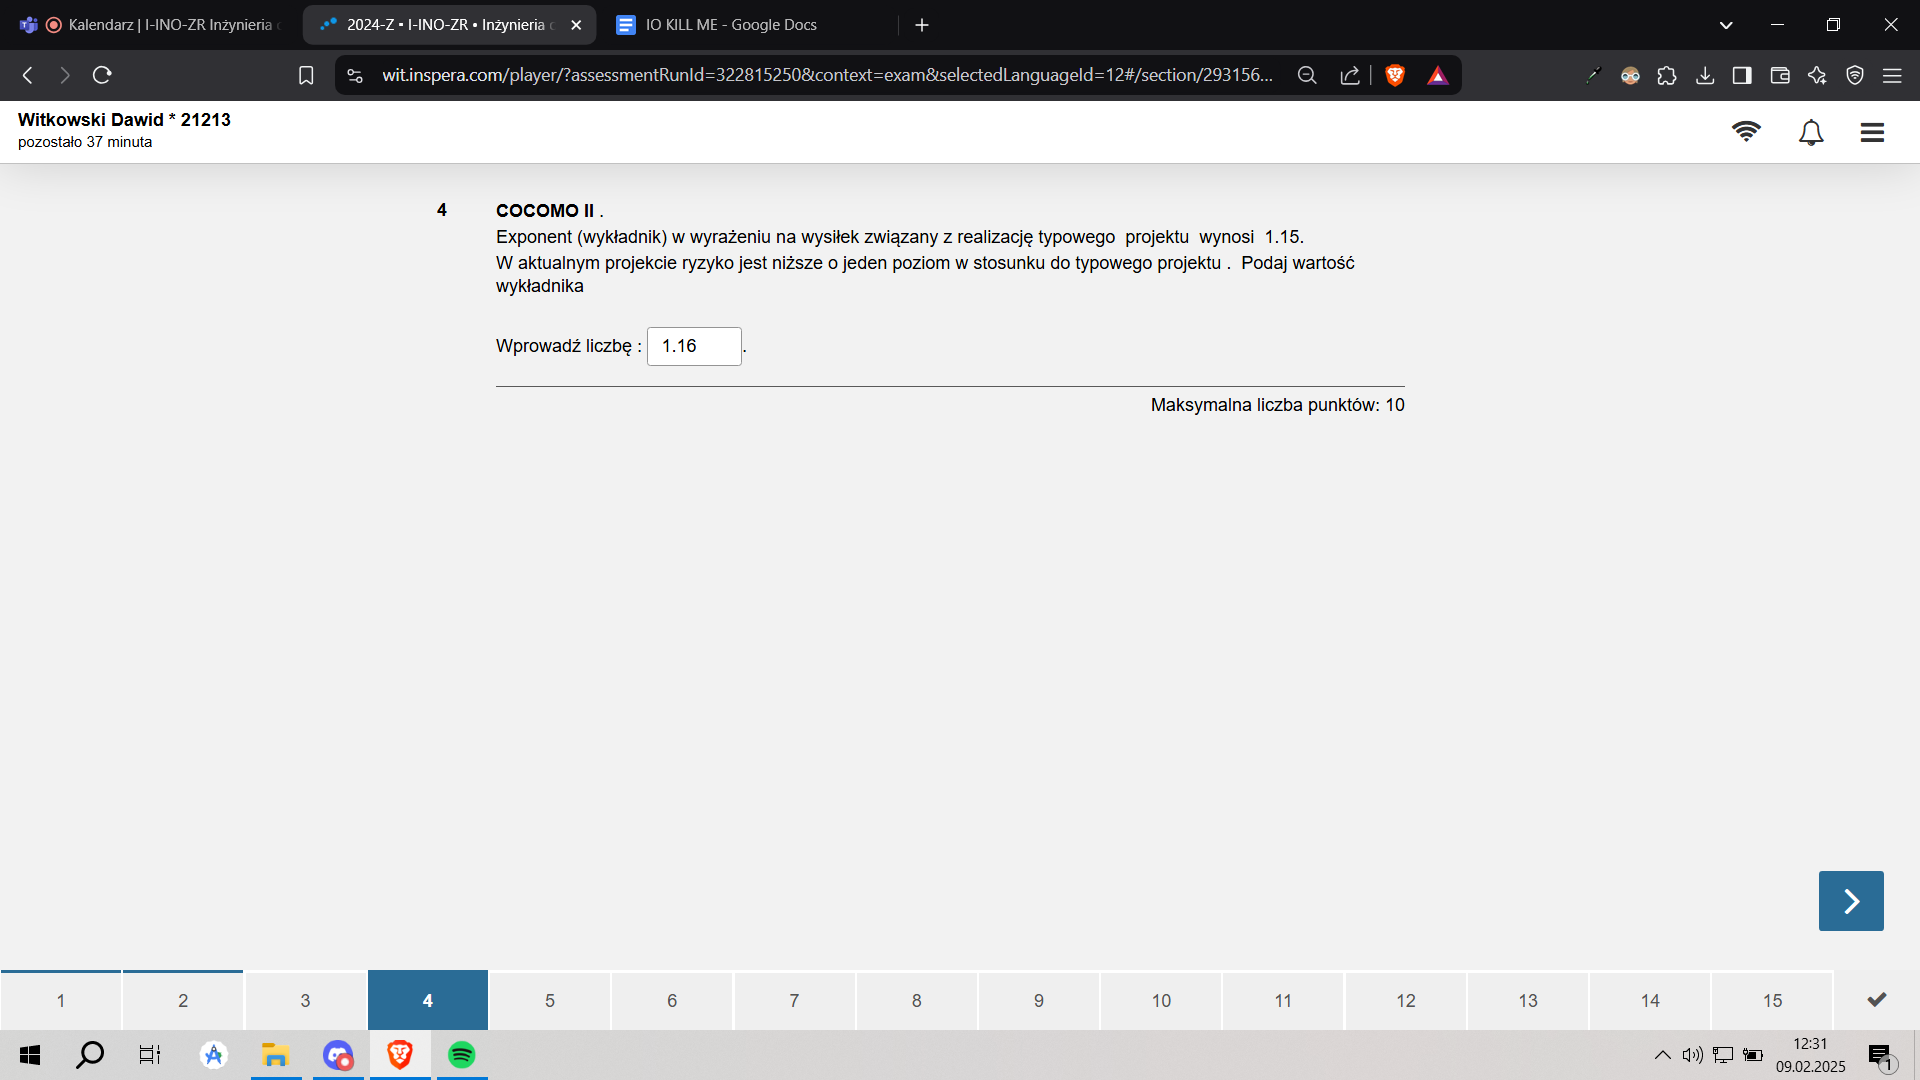 Kalendarz | I-INO-ZR Inżynieria
2024-Z • I-INO-ZR • Inżynieria
IO KILL ME - Google Docs
wit.inspera.com/player/?assessmentRunId=322815250&context=exam&selectedLanguageId=12#/section/293156...
Witkowski Dawid * 21213
pozostało 37 minuta
4
COCOMO II .
Exponent (wykładnik) w wyrażeniu na wysiłek związany z realizację typowego projektu wynosi 1.15.
W aktualnym projekcie ryzyko jest niższe o jeden poziom w stosunku do typowego projektu . Podaj wartość
wykładnika
Wprowadź liczbę : 1.16 .
Maksymalna liczba punktów: 10
1 2 3 4 5 6 7 8 9 10 11 12 13 14 15
12:31
09.02.2025
1